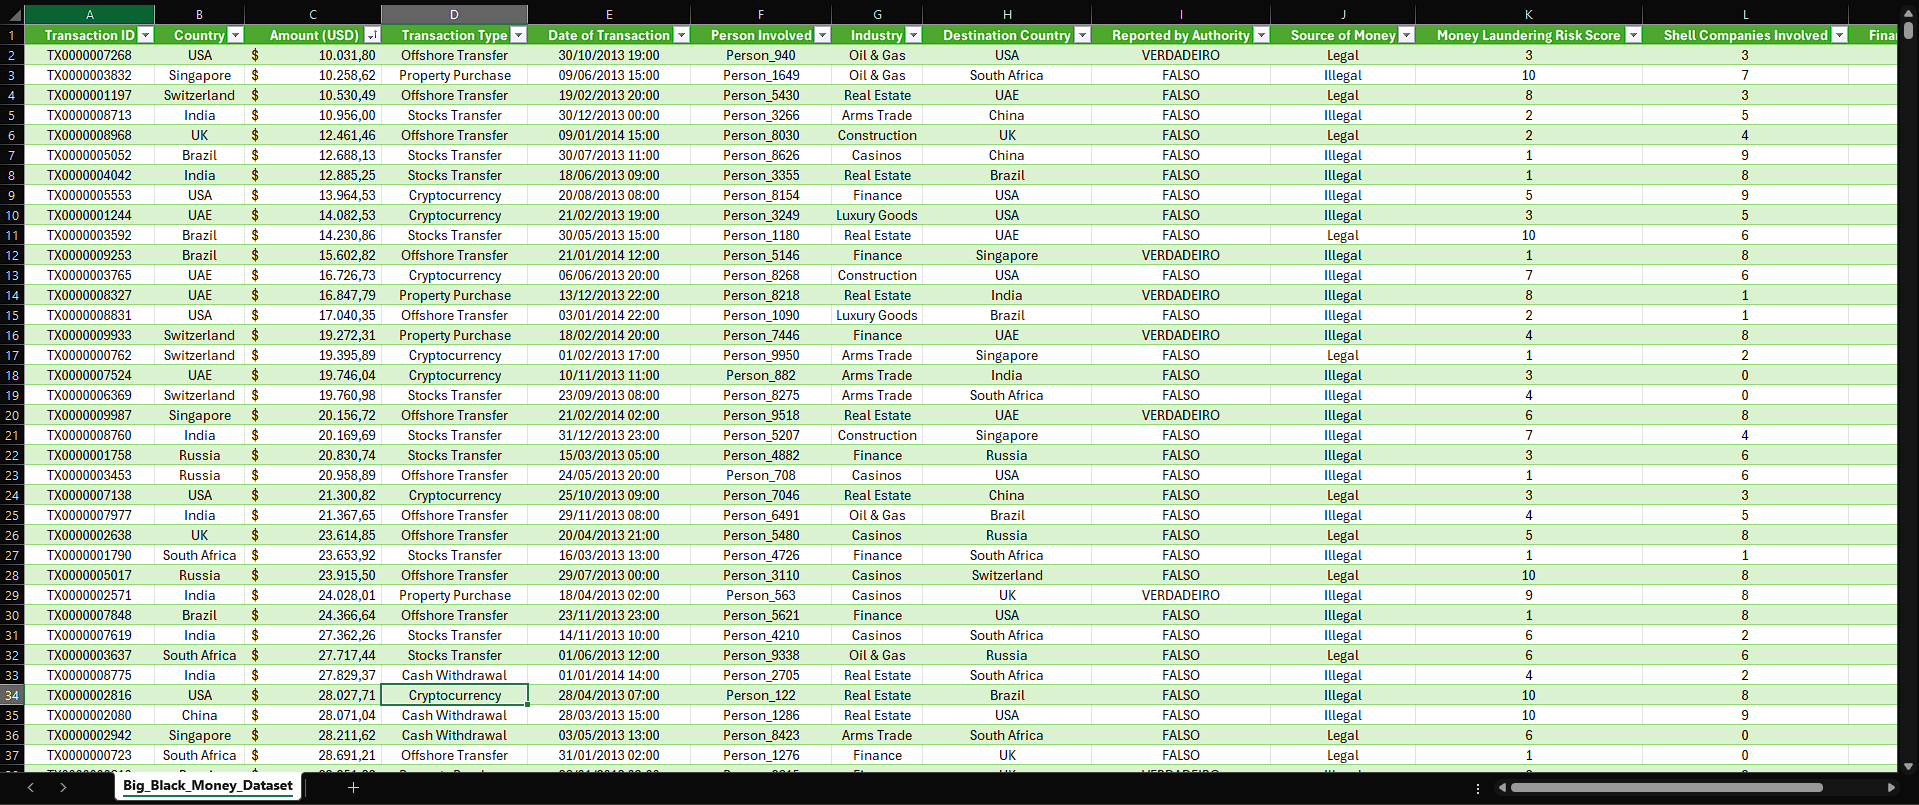 A B C D E F G H I J K L
1 Transaction ID Country Amount (USD) Transaction Type Date of Transaction Person Involved Industry Destination Country Reported by Authority Source of Money Money Laundering Risk Score Shell Companies Involved Finan
2 TX0000007268 USA $ 10.031,80 Offshore Transfer 30/10/2013 19:00 Person_940 Oil & Gas USA VERDADEIRO Legal 3 3
3 TX0000003832 Singapore $ 10.258,62 Property Purchase 09/06/2013 15:00 Person_1649 Oil & Gas South Africa FALSO Illegal 10 7
4 TX0000001197 Switzerland $ 10.530,49 Offshore Transfer 19/02/2013 20:00 Person_5430 Real Estate UAE FALSO Legal 8 3
5 TX0000008713 India $ 10.956,00 Stocks Transfer 30/12/2013 00:00 Person_3266 Arms Trade China FALSO Illegal 2 5
6 TX0000008968 UK $ 12.461,46 Offshore Transfer 09/01/2014 15:00 Person_8030 Construction UK FALSO Legal 2 4
7 TX0000005052 Brazil $ 12.688,13 Stocks Transfer 30/07/2013 11:00 Person_8626 Casinos China FALSO Illegal 1 9
8 TX0000004042 India $ 12.885,25 Stocks Transfer 18/06/2013 09:00 Person_3355 Real Estate Brazil FALSO Illegal 1 8
9 TX0000005553 USA $ 13.964,53 Cryptocurrency 20/08/2013 08:00 Person_8154 Finance USA FALSO Illegal 5 9
10 TX0000001244 UAE $ 14.082,53 Cryptocurrency 21/02/2013 19:00 Person_3249 Luxury Goods USA FALSO Illegal 3 5
11 TX0000003592 Brazil $ 14.230,86 Stocks Transfer 30/05/2013 15:00 Person_1180 Real Estate UAE FALSO Legal 10 6
12 TX0000009253 Brazil $ 15.602,82 Offshore Transfer 21/01/2014 12:00 Person_5146 Finance Singapore VERDADEIRO Illegal 1 8
13 TX0000003765 UAE $ 16.726,73 Cryptocurrency 06/06/2013 20:00 Person_8268 Construction USA FALSO Illegal 7 6
14 TX0000008327 UAE $ 16.847,79 Property Purchase 13/12/2013 22:00 Person_8218 Real Estate India VERDADEIRO Illegal 8 1
15 TX0000008831 USA $ 17.040,35 Offshore Transfer 03/01/2014 22:00 Person_1090 Luxury Goods Brazil FALSO Illegal 2 1
16 TX0000009933 Switzerland $ 19.272,31 Property Purchase 18/02/2014 20:00 Person_7446 Finance UAE VERDADEIRO Illegal 4 8
17 TX0000000762 Switzerland $ 19.395,89 Cryptocurrency 01/02/2013 17:00 Person_9950 Arms Trade Singapore FALSO Legal 1 2
18 TX0000007524 UAE $ 19.746,04 Cryptocurrency 10/11/2013 11:00 Person_882 Arms Trade India FALSO Illegal 3 0
19 TX0000006369 Switzerland $ 19.760,98 Stocks Transfer 23/09/2013 08:00 Person_8275 Arms Trade South Africa FALSO Illegal 4 0
20 TX0000009987 Singapore $ 20.156,72 Offshore Transfer 21/02/2014 02:00 Person_9518 Real Estate UAE VERDADEIRO Illegal 6 8
21 TX0000008760 India $ 20.169,69 Stocks Transfer 31/12/2013 23:00 Person_5207 Construction Singapore FALSO Illegal 7 4
22 TX0000001758 Russia $ 20.830,74 Stocks Transfer 15/03/2013 05:00 Person_4882 Finance Russia FALSO Illegal 3 6
23 TX0000003453 Russia $ 20.958,89 Offshore Transfer 24/05/2013 20:00 Person_708 Casinos USA FALSO Illegal 1 6
24 TX0000007138 USA $ 21.300,82 Cryptocurrency 25/10/2013 09:00 Person_7046 Real Estate China FALSO Legal 3 3
25 TX0000007977 India $ 21.367,65 Offshore Transfer 29/11/2013 08:00 Person_6491 Oil & Gas Brazil FALSO Illegal 4 5
26 TX0000002638 UK $ 23.614,85 Offshore Transfer 20/04/2013 21:00 Person_5480 Casinos Russia FALSO Legal 5 8
27 TX0000001790 South Africa $ 23.653,92 Stocks Transfer 16/03/2013 13:00 Person_4726 Finance South Africa FALSO Illegal 1 1
28 TX0000005017 Russia $ 23.915,50 Offshore Transfer 29/07/2013 00:00 Person_3110 Casinos Switzerland FALSO Legal 10 8
29 TX0000002571 India $ 24.028,01 Property Purchase 18/04/2013 02:00 Person_563 Casinos UK VERDADEIRO Illegal 9 8
30 TX0000007848 Brazil $ 24.366,64 Offshore Transfer 23/11/2013 23:00 Person_5621 Finance USA FALSO Illegal 1 8
31 TX0000007619 India $ 27.362,26 Stocks Transfer 14/11/2013 10:00 Person_4210 Casinos South Africa FALSO Illegal 6 2
32 TX0000003637 South Africa $ 27.717,44 Stocks Transfer 01/06/2013 12:00 Person_9338 Oil & Gas Russia FALSO Legal 6 6
33 TX0000008775 India $ 27.829,37 Cash Withdrawal 01/01/2014 14:00 Person_2705 Real Estate South Africa FALSO Illegal 4 2
34 TX0000002816 USA $ 28.027,71 Cryptocurrency 28/04/2013 07:00 Person_122 Real Estate Brazil FALSO Illegal 10 8
35 TX0000002080 China $ 28.071,04 Cash Withdrawal 28/03/2013 15:00 Person_1286 Real Estate USA FALSO Illegal 10 9
36 TX0000002942 Singapore $ 28.211,62 Cash Withdrawal 03/05/2013 13:00 Person_8423 Arms Trade South Africa FALSO Legal 6 0
37 TX0000000723 South Africa $ 28.691,21 Offshore Transfer 31/01/2013 02:00 Person_1276 Finance UK FALSO Legal 1 0
Big_Black_Money_Dataset